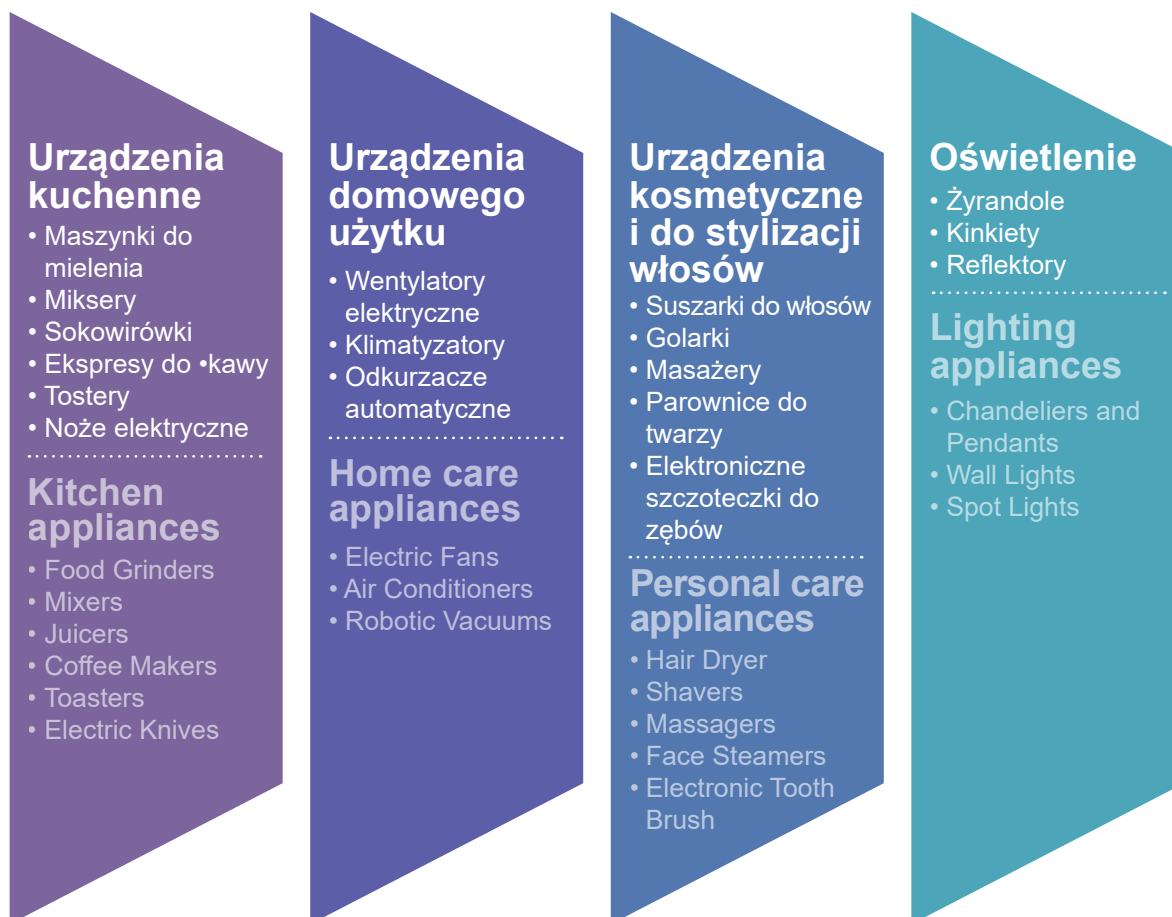 Urządzenia
kuchenne
• Maszynki do
mielenia
• Miksery
• Sokowirówki
• Ekspresy do •kawy
• Tostery
• Noże elektryczne
Kitchen
appliances
• Food Grinders
• Mixers
• Juicers
• Coffee Makers
• Toasters
• Electric Knives
Urządzenia
domowego
użytku
• Wentylatory
elektryczne
• Klimatyzatory
• Odkurzacze
automatyczne
Home care
appliances
• Electric Fans
• Air Conditioners
• Robotic Vacuums
Urządzenia
kosmetyczne
i do stylizacji
włosów
• Suszarki do włosów
• Golarki
• Masażery
• Parownice do
twarzy
• Elektroniczne
szczoteczki do
zębów
Personal care
appliances
• Hair Dryer
• Shavers
• Massagers
• Face Steamers
• Electronic Tooth
Brush
Oświetlenie
• Żyrandole
• Kinkiety
• Reflektory
Lighting
appliances
• Chandeliers and
Pendants
• Wall Lights
• Spot Lights